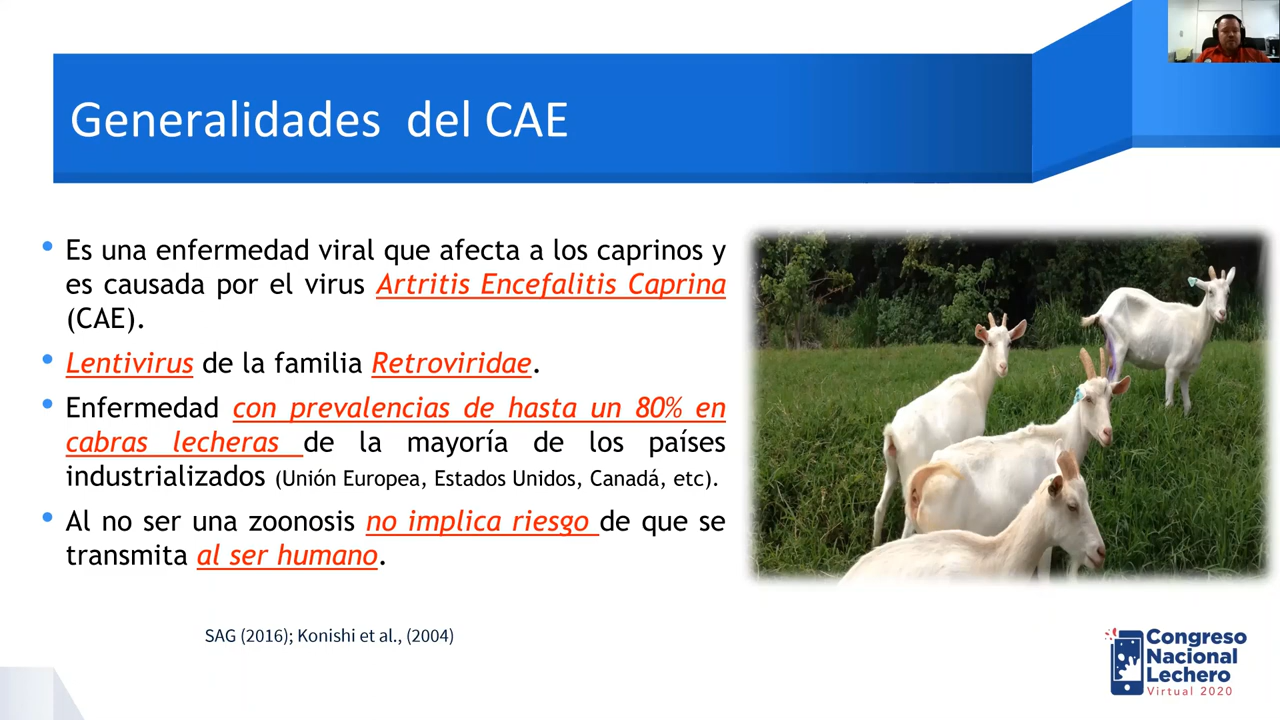 Generalidades del CAE
Es una enfermedad viral que afecta a los caprinos y
es causada por el virus Artritis Encefalitis Caprina
(CAE).
Lentivirus de la familia Retroviridae.
Enfermedad con prevalencias de hasta un 80% en
cabras lecheras de la mayoría de los países
industrializados (Unión Europea, Estados Unidos, Canadá, etc).
Al no ser una zoonosis no implica riesgo de que se
transmita al ser humano.
SAG (2016); Konishi et al., (2004)
Congreso
Nacional
Lechero
Virtual 2020